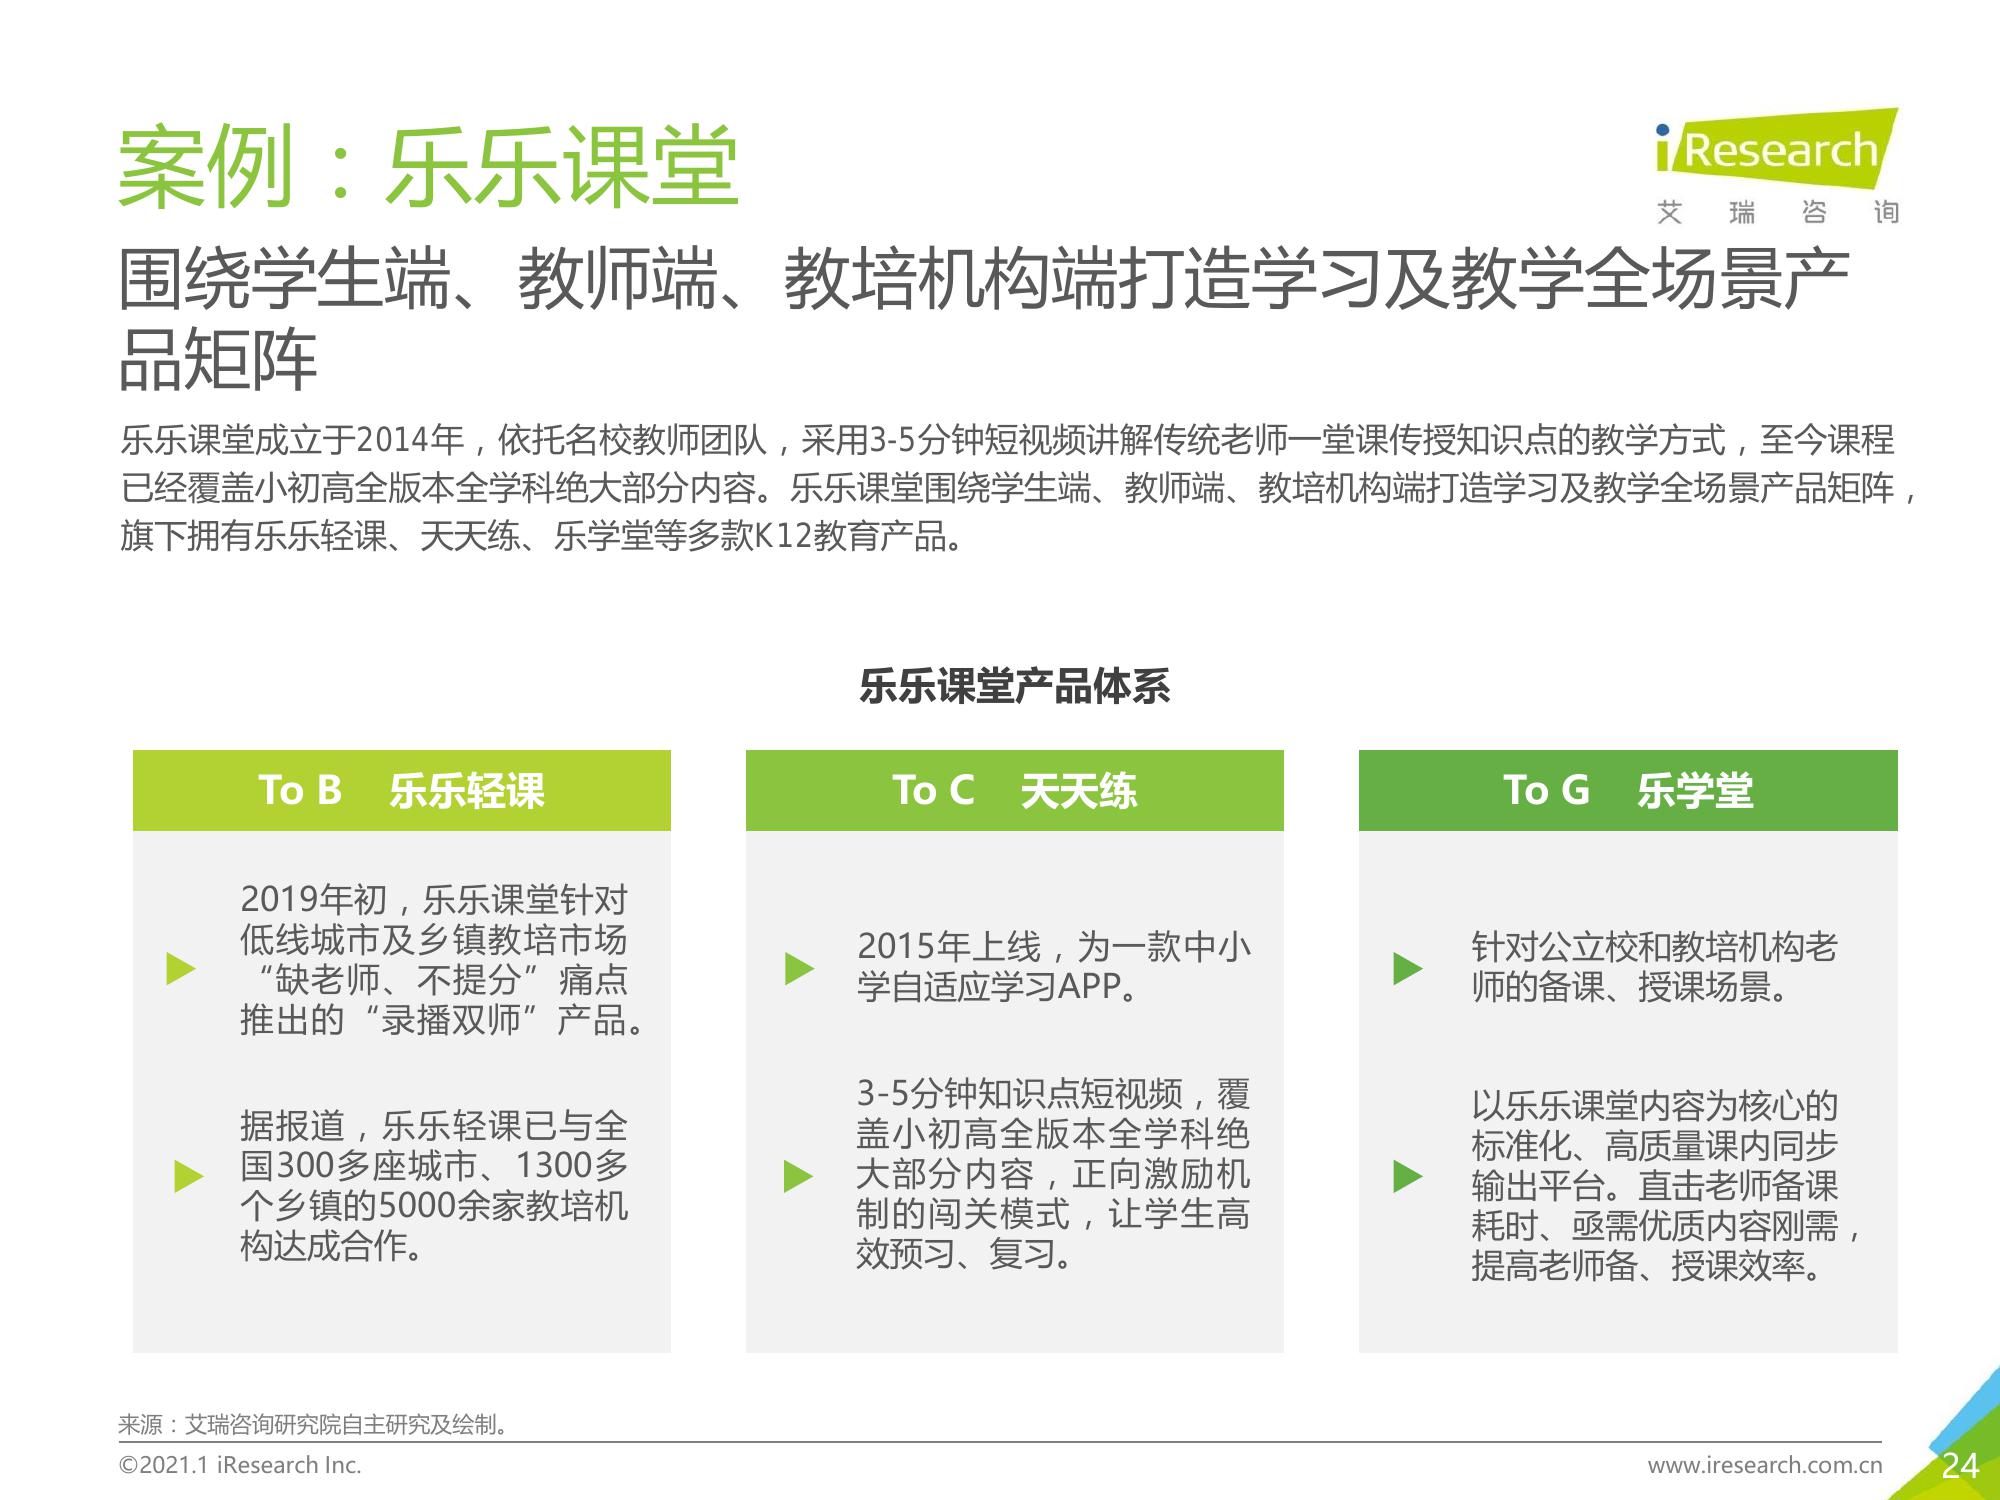 案例：乐乐课堂
iResearch
艾瑞咨询
围绕学生端、教师端、教培机构端打造学习及教学全场景产
品矩阵
乐乐课堂成立于2014年，依托名校教师团队，采用3-5分钟短视频讲解传统老师一堂课传授知识点的教学方式，至今课程
已经覆盖小初高全版本全学科绝大部分内容。乐乐课堂围绕学生端、教师端、教培机构端打造学习及教学全场景产品矩阵，
旗下拥有乐乐轻课、天天练、乐学堂等多款K12教育产品。
乐乐课堂产品体系
To B 乐乐轻课
2019年初，乐乐课堂针对
低线城市及乡镇教培市场
“缺老师、不提分”痛点
推出的“录播双师”产品。
据报道，乐乐轻课已与全
国300多座城市、1300多
个乡镇的5000余家教培机
构达成合作。
To C 天天练
2015年上线，为一款中小
学自适应学习APP。
3-5分钟知识点短视频，覆
盖小初高全版本全学科绝
大部分内容，正向激励机
制的闯关模式，让学生高
效预习、复习。
To G 乐学堂
针对公立校和教培机构老
师的备课、授课场景。
以乐乐课堂内容为核心的
标准化、高质量课内同步
输出平台。直击老师备课
耗时、亟需优质内容刚需，
提高老师备、授课效率。
来源：艾瑞咨询研究院自主研究及绘制。
©2021.1 iResearch Inc.
www.iresearch.com.cn
24